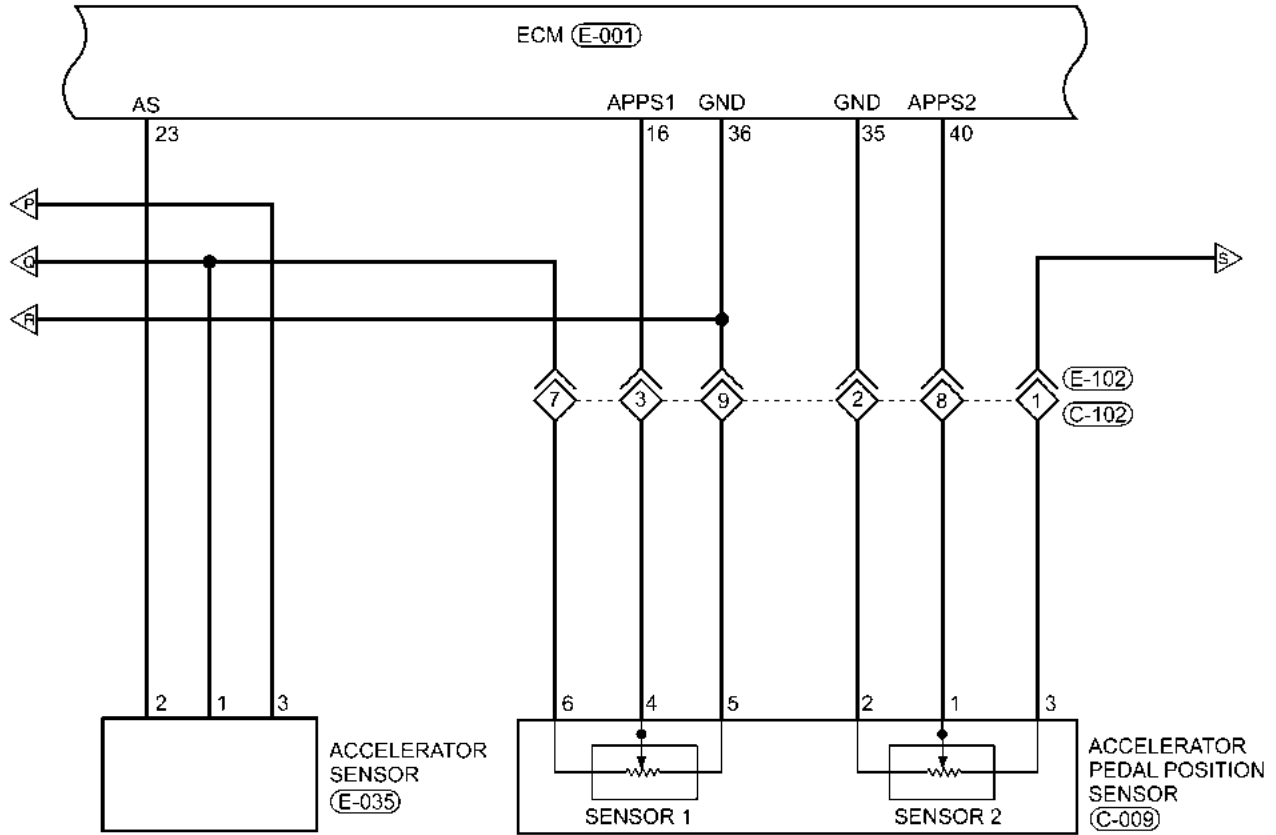 ECM E-001
AS APPS1 GND GND APPS2
23 16 36 35 40
P
Q S
R
E-102
7 3 9 2 8 1
C-102
2 1 3 6 4 5 2 1 3
ACCELERATOR
SENSOR
E-035
SENSOR 1 SENSOR 2
ACCELERATOR
PEDAL POSITION
SENSOR
C-009